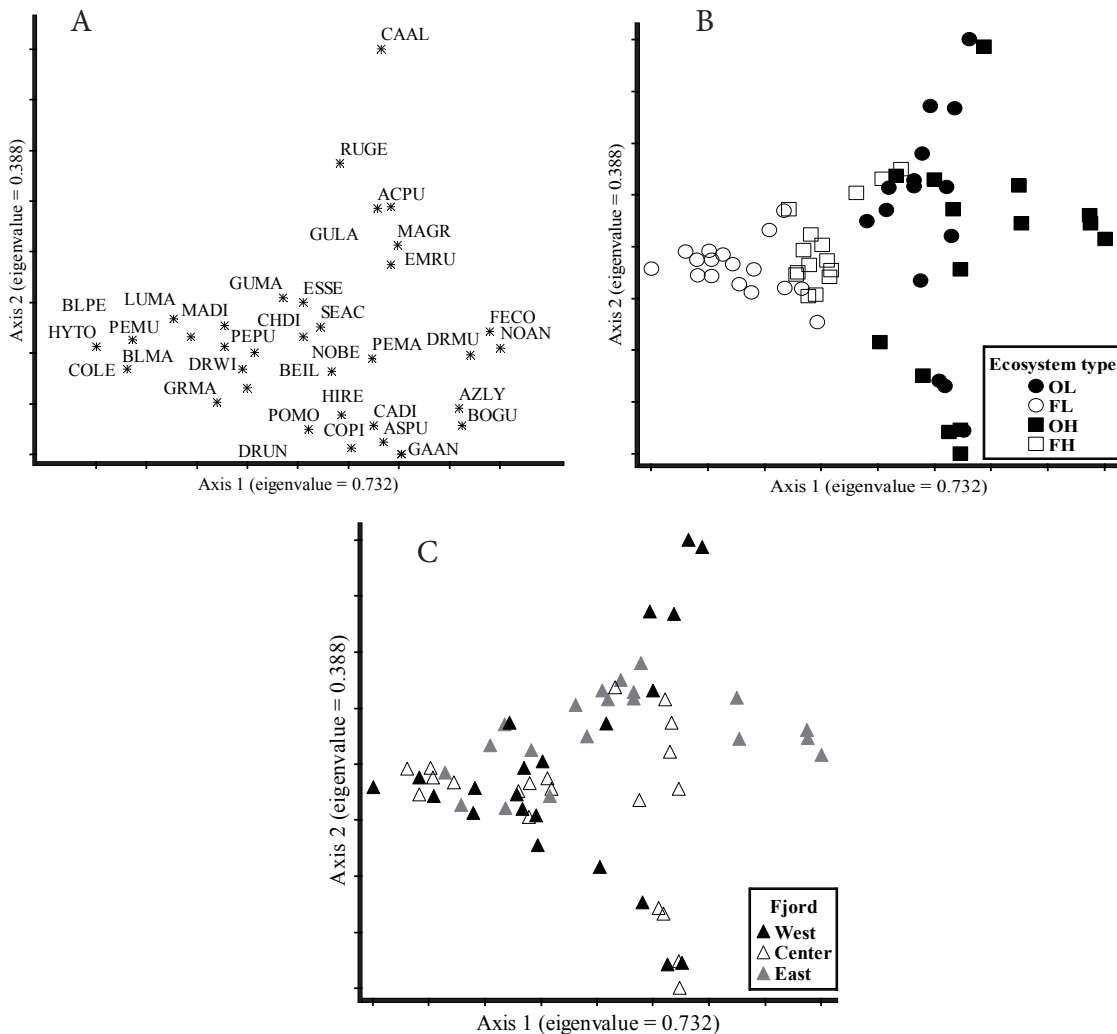 A
CAAL
RUGE
ACPU
GULA
MAGR
EMRU
GUMA
ESSE
BLPE
LUMA
MADI
SEAC
FECO
HYTO
PEMU
CHDI
DRMU
NOAN
PEPU
PEMA
COLE
BLMA
DRWI
NOBE
BEIL
GRMA
HIRE
AZLY
POMO
CADI
BOGU
COPI
ASPU
DRUN
GAAN
Axis 2 (eigenvalue = 0.388)
Axis 1 (eigenvalue = 0.732)
B
Axis 2 (eigenvalue = 0.388)
Ecosystem type
OL
FL
OH
FH
Axis 1 (eigenvalue = 0.732)
C
Axis 2 (eigenvalue = 0.388)
Fjord
West
Center
East
Axis 1 (eigenvalue = 0.732)